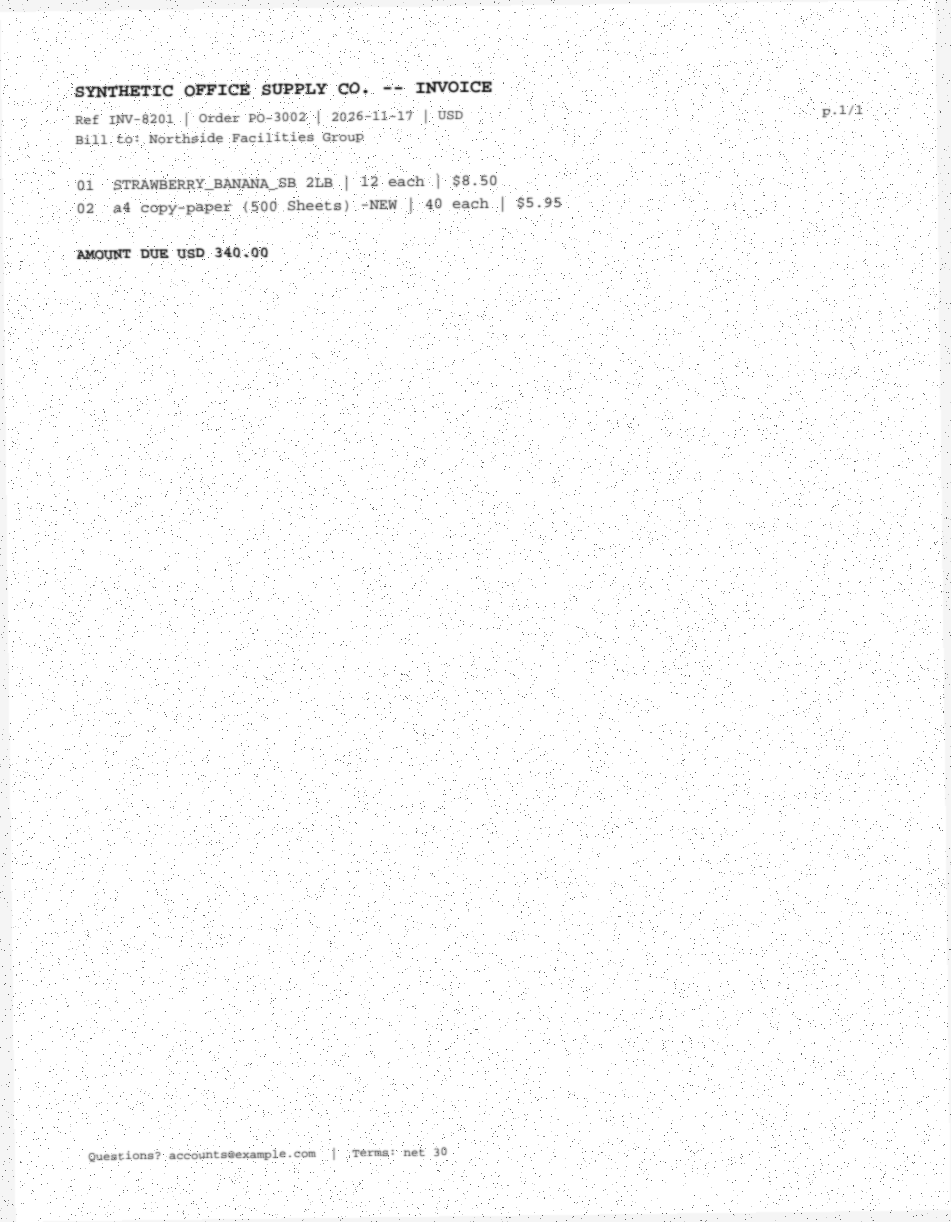 SYNTHETIC OFFICE SUPPLY CO. -- INVOICE
Ref INV-8201 | Order PO-3002 | 2026-11-17 | USD
p.1/1
Bill to: Northside Facilities Group
01 STRAWBERRY_BANANA_SB 2LB | 12 each | $8.50
02 a4 copy-paper (500 Sheets) -NEW | 40 each | $5.95
AMOUNT DUE USD 340.00
Questions? accounts@example.com | Terms: net 30